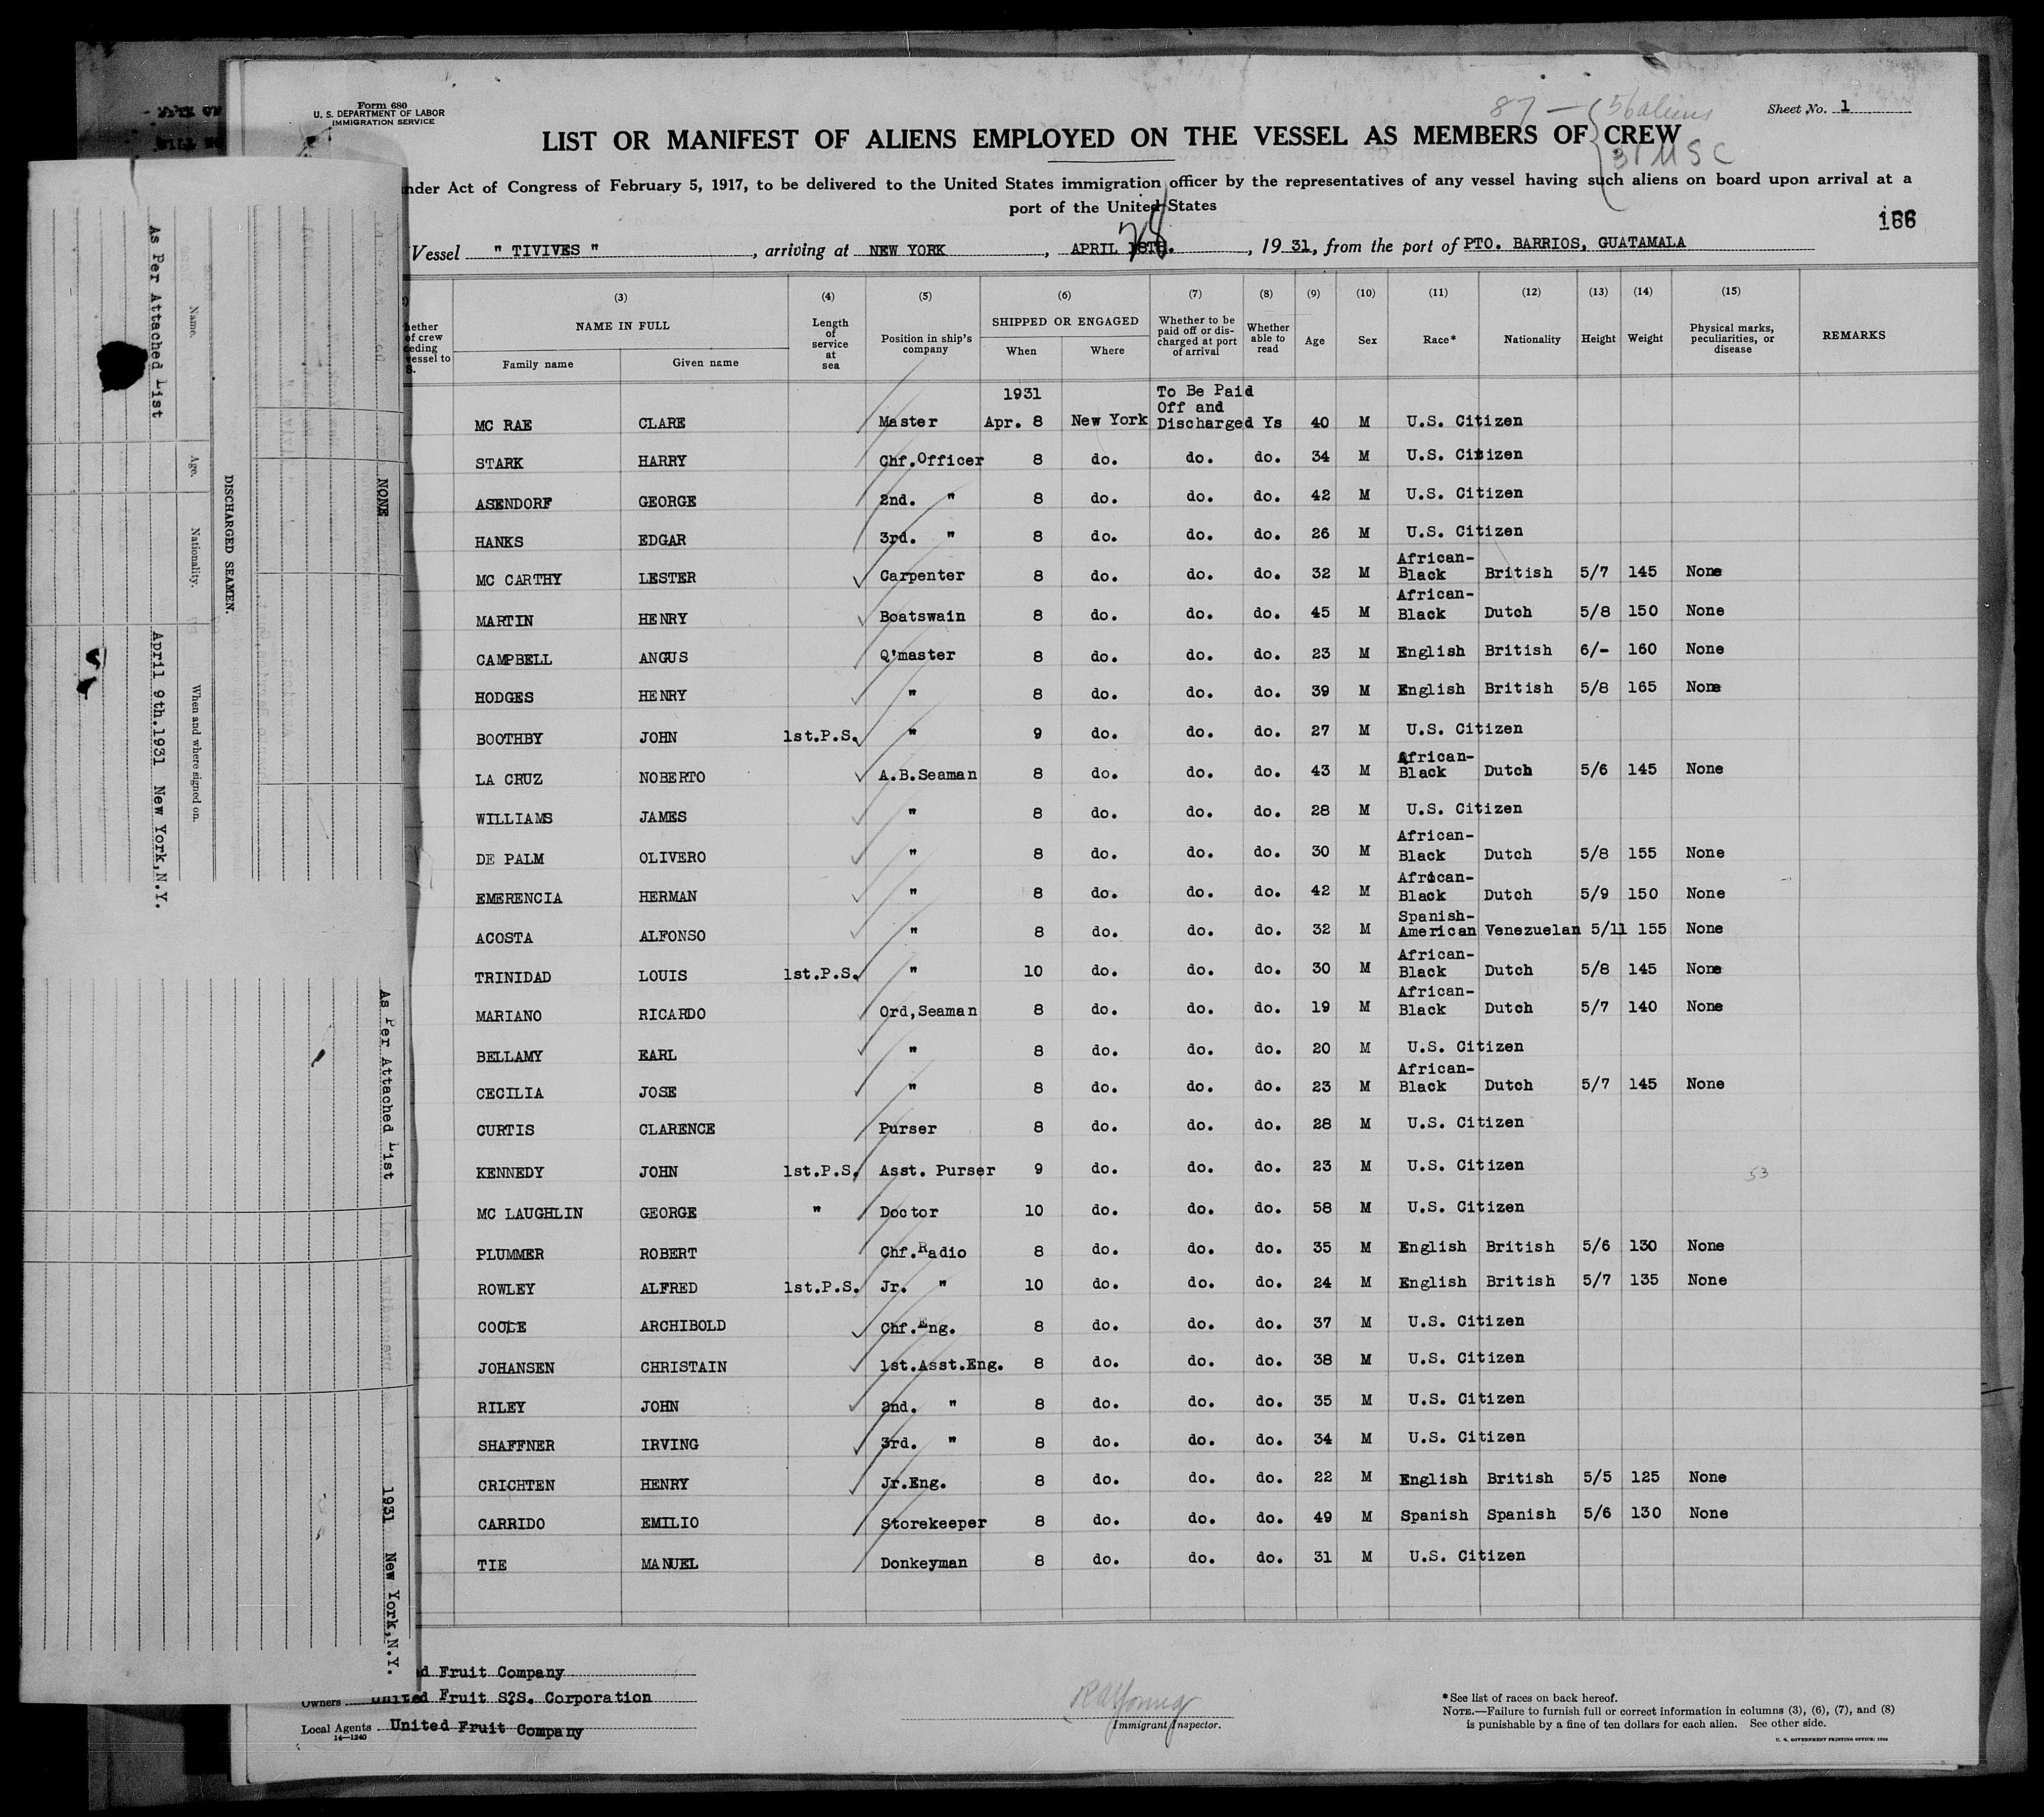 Form 680
U. S. DEPARTMENT OF LABOR
IMMIGRATION SERVICE
87 — 56 aliens
31 USC
Sheet No. 1
LIST OR MANIFEST OF ALIENS EMPLOYED ON THE VESSEL AS MEMBERS OF CREW
nder Act of Congress of February 5, 1917, to be delivered to the United States immigration officer by the representatives of any vessel having such aliens on board upon arrival at a
port of the United States
166
Vessel " TIVIVES ", arriving at NEW YORK, APRIL 18TH., 1931, from the port of PTO. BARRIOS, GUATAMALA
(3) (4) (5) (6) (7) (8) (9) (10) (11) (12) (13) (14) (15)
hether of crew ceding vessel to S. NAME IN FULL Family name Given name Length of service at sea Position in ship's company SHIPPED OR ENGAGED When Where Whether to be paid off or discharged at port of arrival Whether able to read Age Sex Race* Nationality Height Weight Physical marks, peculiarities, or disease REMARKS
1931 To Be Paid
Off and
MC RAE CLARE Master Apr. 8 New York Discharged Ys 40 M U.S. Citizen
STARK HARRY Chf.Officer 8 do. do. do. 34 M U.S. Citizen
ASENDORF GEORGE 2nd. " 8 do. do. do. 42 M U.S. Citizen
HANKS EDGAR 3rd. " 8 do. do. do. 26 M U.S. Citizen
MC CARTHY LESTER Carpenter 8 do. do. do. 32 M African-Black British 5/7 145 None
MARTIN HENRY Boatswain 8 do. do. do. 45 M African-Black Dutch 5/8 150 None
CAMPBELL ANGUS Q'master 8 do. do. do. 23 M English British 6/- 160 None
HODGES HENRY " 8 do. do. do. 39 M English British 5/8 165 None
BOOTHBY JOHN 1st.P.S. " 9 do. do. do. 27 M U.S. Citizen
LA CRUZ NOBERTO A.B.Seaman 8 do. do. do. 43 M African-Black Dutch 5/6 145 None
WILLIAMS JAMES " 8 do. do. do. 28 M U.S. Citizen
DE PALM OLIVERO " 8 do. do. do. 30 M African-Black Dutch 5/8 155 None
EMERENCIA HERMAN " 8 do. do. do. 42 M African-Black Dutch 5/9 150 None
ACOSTA ALFONSO " 8 do. do. do. 32 M Spanish-American Venezuelan 5/11 155 None
TRINIDAD LOUIS 1st.P.S. " 10 do. do. do. 30 M African-Black Dutch 5/8 145 None
MARIANO RICARDO Ord,Seaman 8 do. do. do. 19 M African-Black Dutch 5/7 140 None
BELLAMY EARL " 8 do. do. do. 20 M U.S. Citizen
CECILIA JOSE " 8 do. do. do. 23 M African-Black Dutch 5/7 145 None
CURTIS CLARENCE Purser 8 do. do. do. 28 M U.S. Citizen
KENNEDY JOHN 1st.P.S. Asst. Purser 9 do. do. do. 23 M U.S. Citizen
53
MC LAUGHLIN GEORGE " Doctor 10 do. do. do. 58 M U.S. Citizen
PLUMMER ROBERT Chf.Radio 8 do. do. do. 35 M English British 5/6 130 None
ROWLEY ALFRED 1st.P.S. Jr. " 10 do. do. do. 24 M English British 5/7 135 None
COOLE ARCHIBOLD Chf.Eng. 8 do. do. do. 37 M U.S. Citizen
JOHANSEN CHRISTAIN 1st.Asst.Eng. 8 do. do. do. 38 M U.S. Citizen
RILEY JOHN 2nd. " 8 do. do. do. 35 M U.S. Citizen
SHAFFNER IRVING 3rd. " 8 do. do. do. 34 M U.S. Citizen
CRICHTEN HENRY Jr.Eng. 8 do. do. do. 22 M English British 5/5 125 None
CARRIDO EMILIO Storekeeper 8 do. do. do. 49 M Spanish Spanish 5/6 130 None
TIE MANUEL Donkeyman 8 do. do. do. 31 M U.S. Citizen
d Fruit Company
Owners United Fruit S?S. Corporation
Local Agents United Fruit Company
14—1240
Immigrant Inspector.
*See list of races on back hereof.
NOTE.—Failure to furnish full or correct information in columns (3), (6), (7), and (8)
is punishable by a fine of ten dollars for each alien. See other side.
U. S. GOVERNMENT PRINTING OFFICE: 1930
NONE
DISCHARGED SEAMEN.
Name. Age. Nationality. When and where signed on.
As Per Attached List April 9th.1931 New York,N.Y.
As Per Attached List 1931 New York,N.Y.